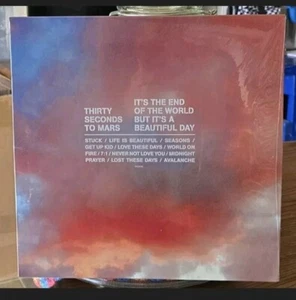 THIRTY
SECONDS
TO MARS
IT'S THE END
OF THE WORLD
BUT IT'S A
BEAUTIFUL DAY
STUCK / LIFE IS BEAUTIFUL / SEASONS /
GET UP KID / LOVE THESE DAYS / WORLD ON
FIRE / 7:1 / NEVER NOT LOVE YOU / MIDNIGHT
PRAYER / LOST THESE DAYS / AVALANCHE